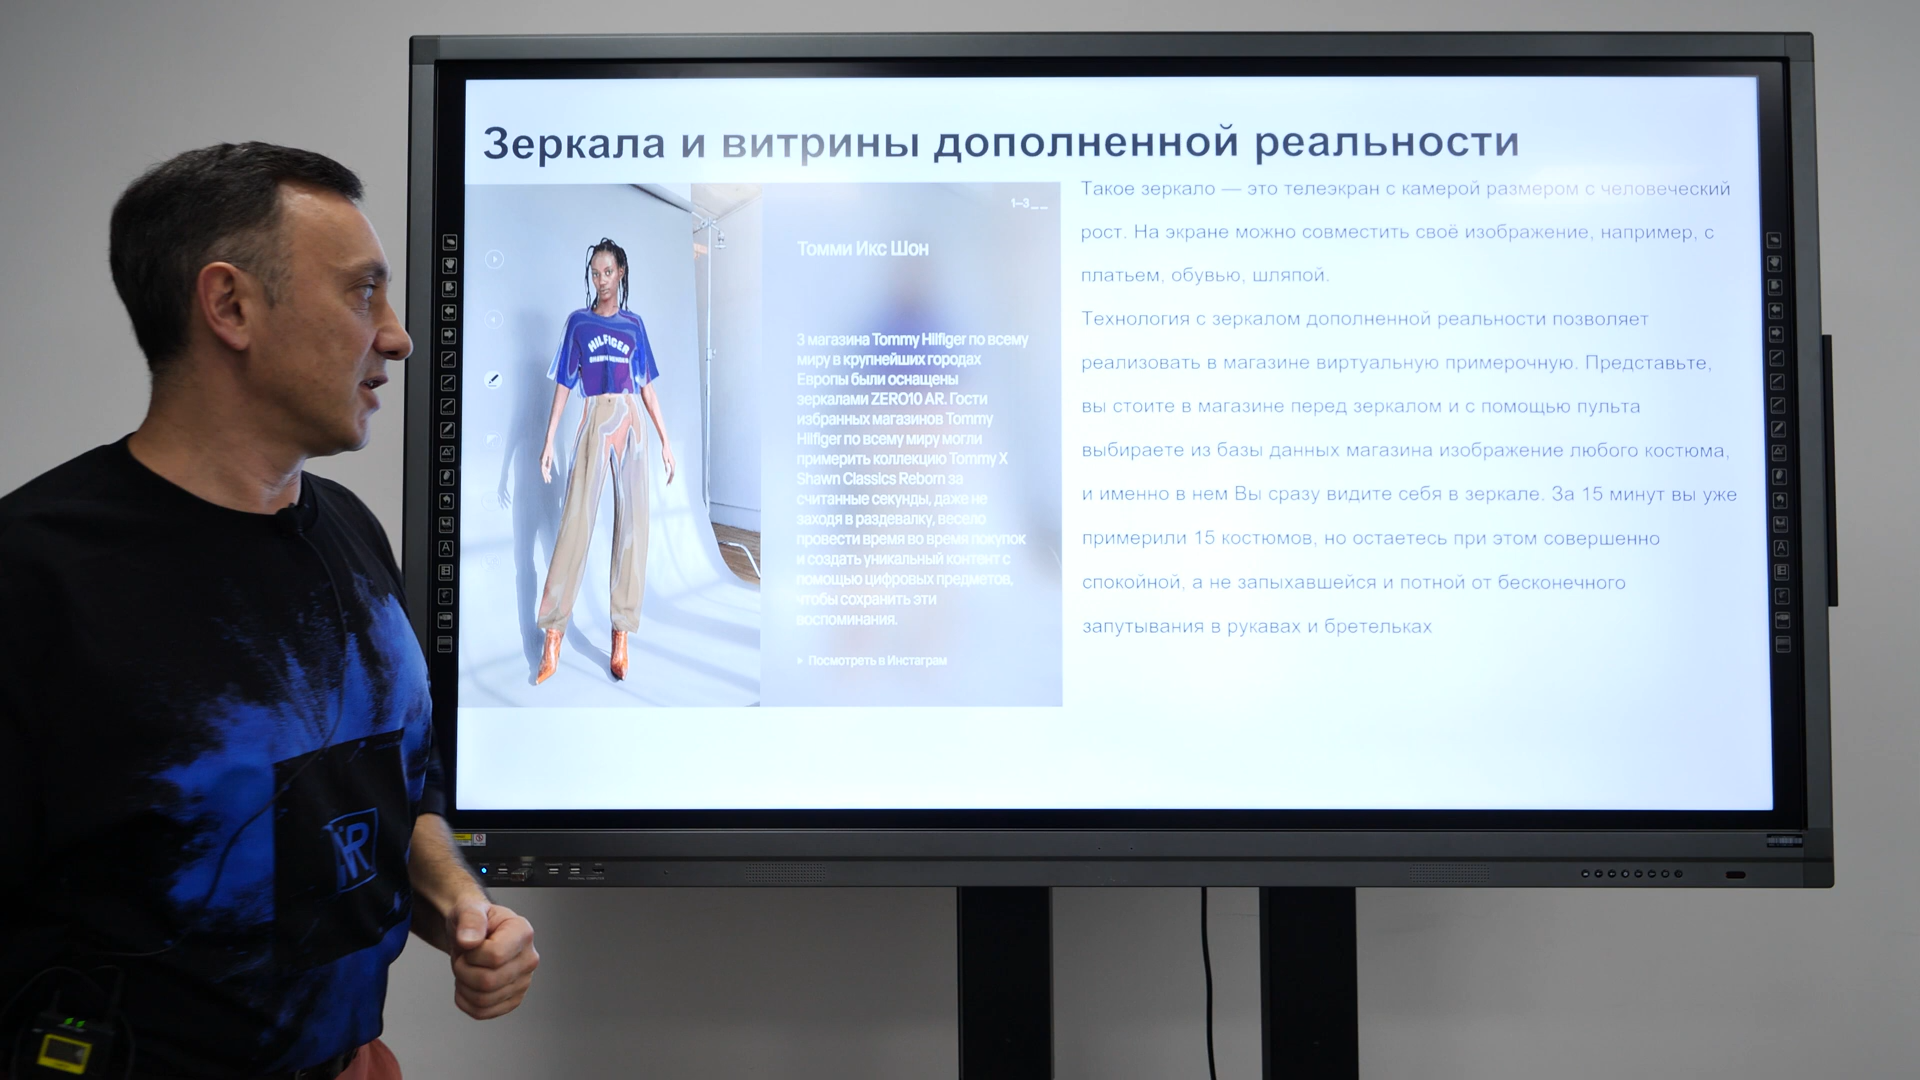 Зеркала и витрины дополненной реальности
1–3
Томми Икс Шон
HILFIGER
3 магазина Tommy Hilfiger по всему
миру в крупнейших городах
Европы были оснащены
зеркалами ZERO10 AR. Гости
избранных магазинов Tommy
Hilfiger по всему миру могли
примерить коллекцию Tommy X
Shawn Classics Reborn за
считанные секунды, даже не
заходя в раздевалку, весело
провести время во время покупок
и создать уникальный контент с
помощью цифровых предметов,
чтобы сохранить эти
воспоминания.
Посмотреть в Инстаграм
Такое зеркало — это телеэкран с камерой размером с человеческий
рост. На экране можно совместить своё изображение, например, с
платьем, обувью, шляпой.
Технология с зеркалом дополненной реальности позволяет
реализовать в магазине виртуальную примерочную. Представьте,
вы стоите в магазине перед зеркалом и с помощью пульта
выбираете из базы данных магазина изображение любого костюма,
и именно в нем Вы сразу видите себя в зеркале. За 15 минут вы уже
примерили 15 костюмов, но остаетесь при этом совершенно
спокойной, а не запыхавшейся и потной от бесконечного
запутывания в рукавах и бретельках